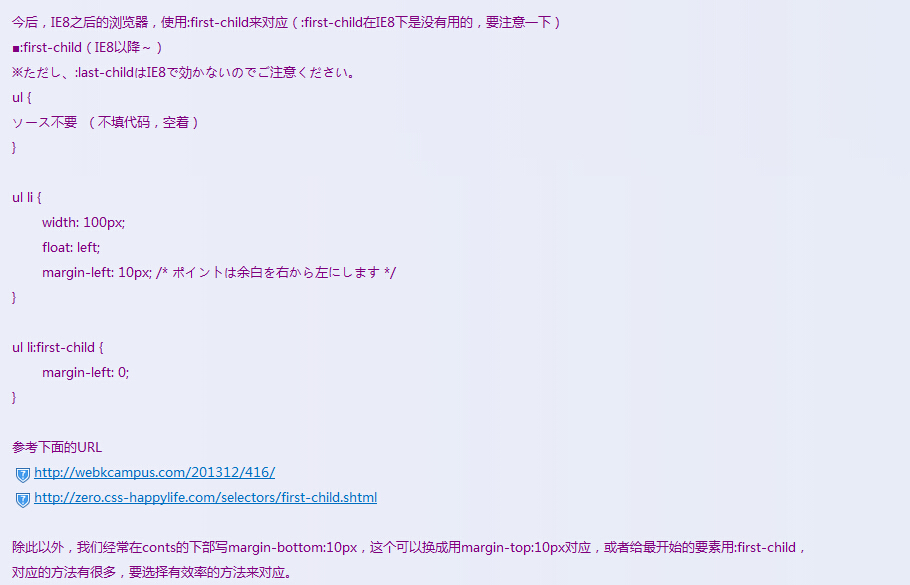 今后，IE8之后的浏览器，使用:first-child来对应（:first-child在IE8下是没有用的，要注意一下）
■:first-child（IE8以降～）
※ただし、:last-childはIE8で効かないのでご注意ください。
ul {
ソース不要 （不填代码，空着）
}
ul li {
width: 100px;
float: left;
margin-left: 10px; /* ポイントは余白を右から左にします */
}
ul li:first-child {
margin-left: 0;
}
参考下面的URL
http://webkcampus.com/201312/416/
http://zero.css-happylife.com/selectors/first-child.shtml
除此以外，我们经常在conts的下部写margin-bottom:10px，这个可以换成用margin-top:10px对应，或者给最开始的要素用:first-child，
对应的方法有很多，要选择有效率的方法来对应。